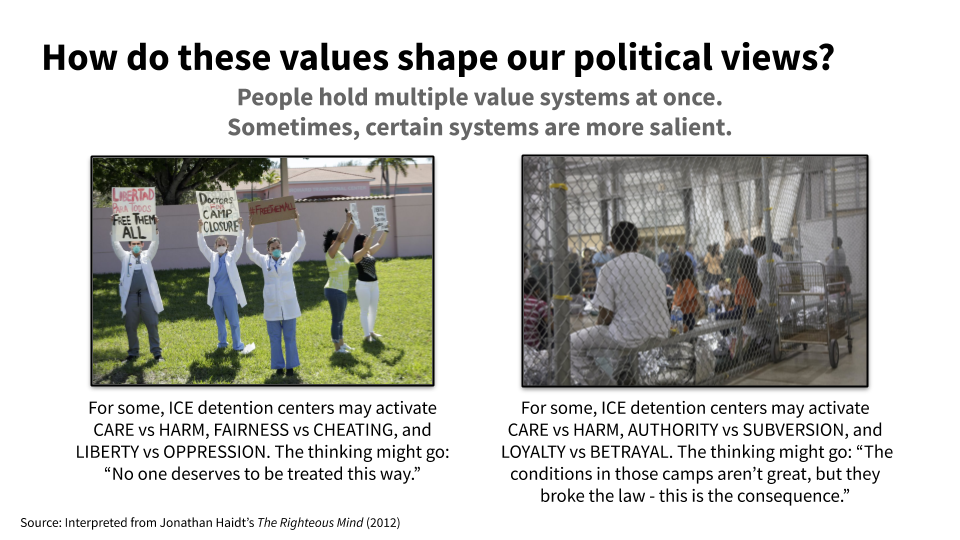 How do these values shape our political views?
People hold multiple value systems at once.
Sometimes, certain systems are more salient.
LIBERTAD
PARA TODOS
FREE THEM
ALL
DOCTORS
FOR
CAMP
CLOSURE
#FREETHEMALL
For some, ICE detention centers may activate
CARE vs HARM, FAIRNESS vs CHEATING, and
LIBERTY vs OPPRESSION. The thinking might go:
“No one deserves to be treated this way.”
For some, ICE detention centers may activate
CARE vs HARM, AUTHORITY vs SUBVERSION, and
LOYALTY vs BETRAYAL. The thinking might go: “The
conditions in those camps aren’t great, but they
broke the law - this is the consequence.”
Source: Interpreted from Jonathan Haidt’s The Righteous Mind (2012)